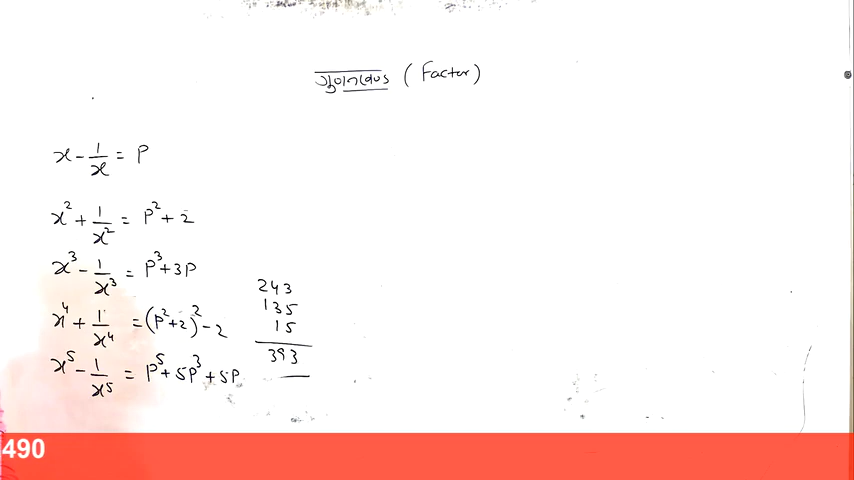 গুণনখণ্ড (Factor)
x - 1/x = P
x² + 1/x² = P² + 2
x³ - 1/x³ = P³ + 3P
x⁴ + 1/x⁴ = (P² + 2)² - 2
x⁵ - 1/x⁵ = P⁵ + 5P³ + 5P
243
135
15
393
490